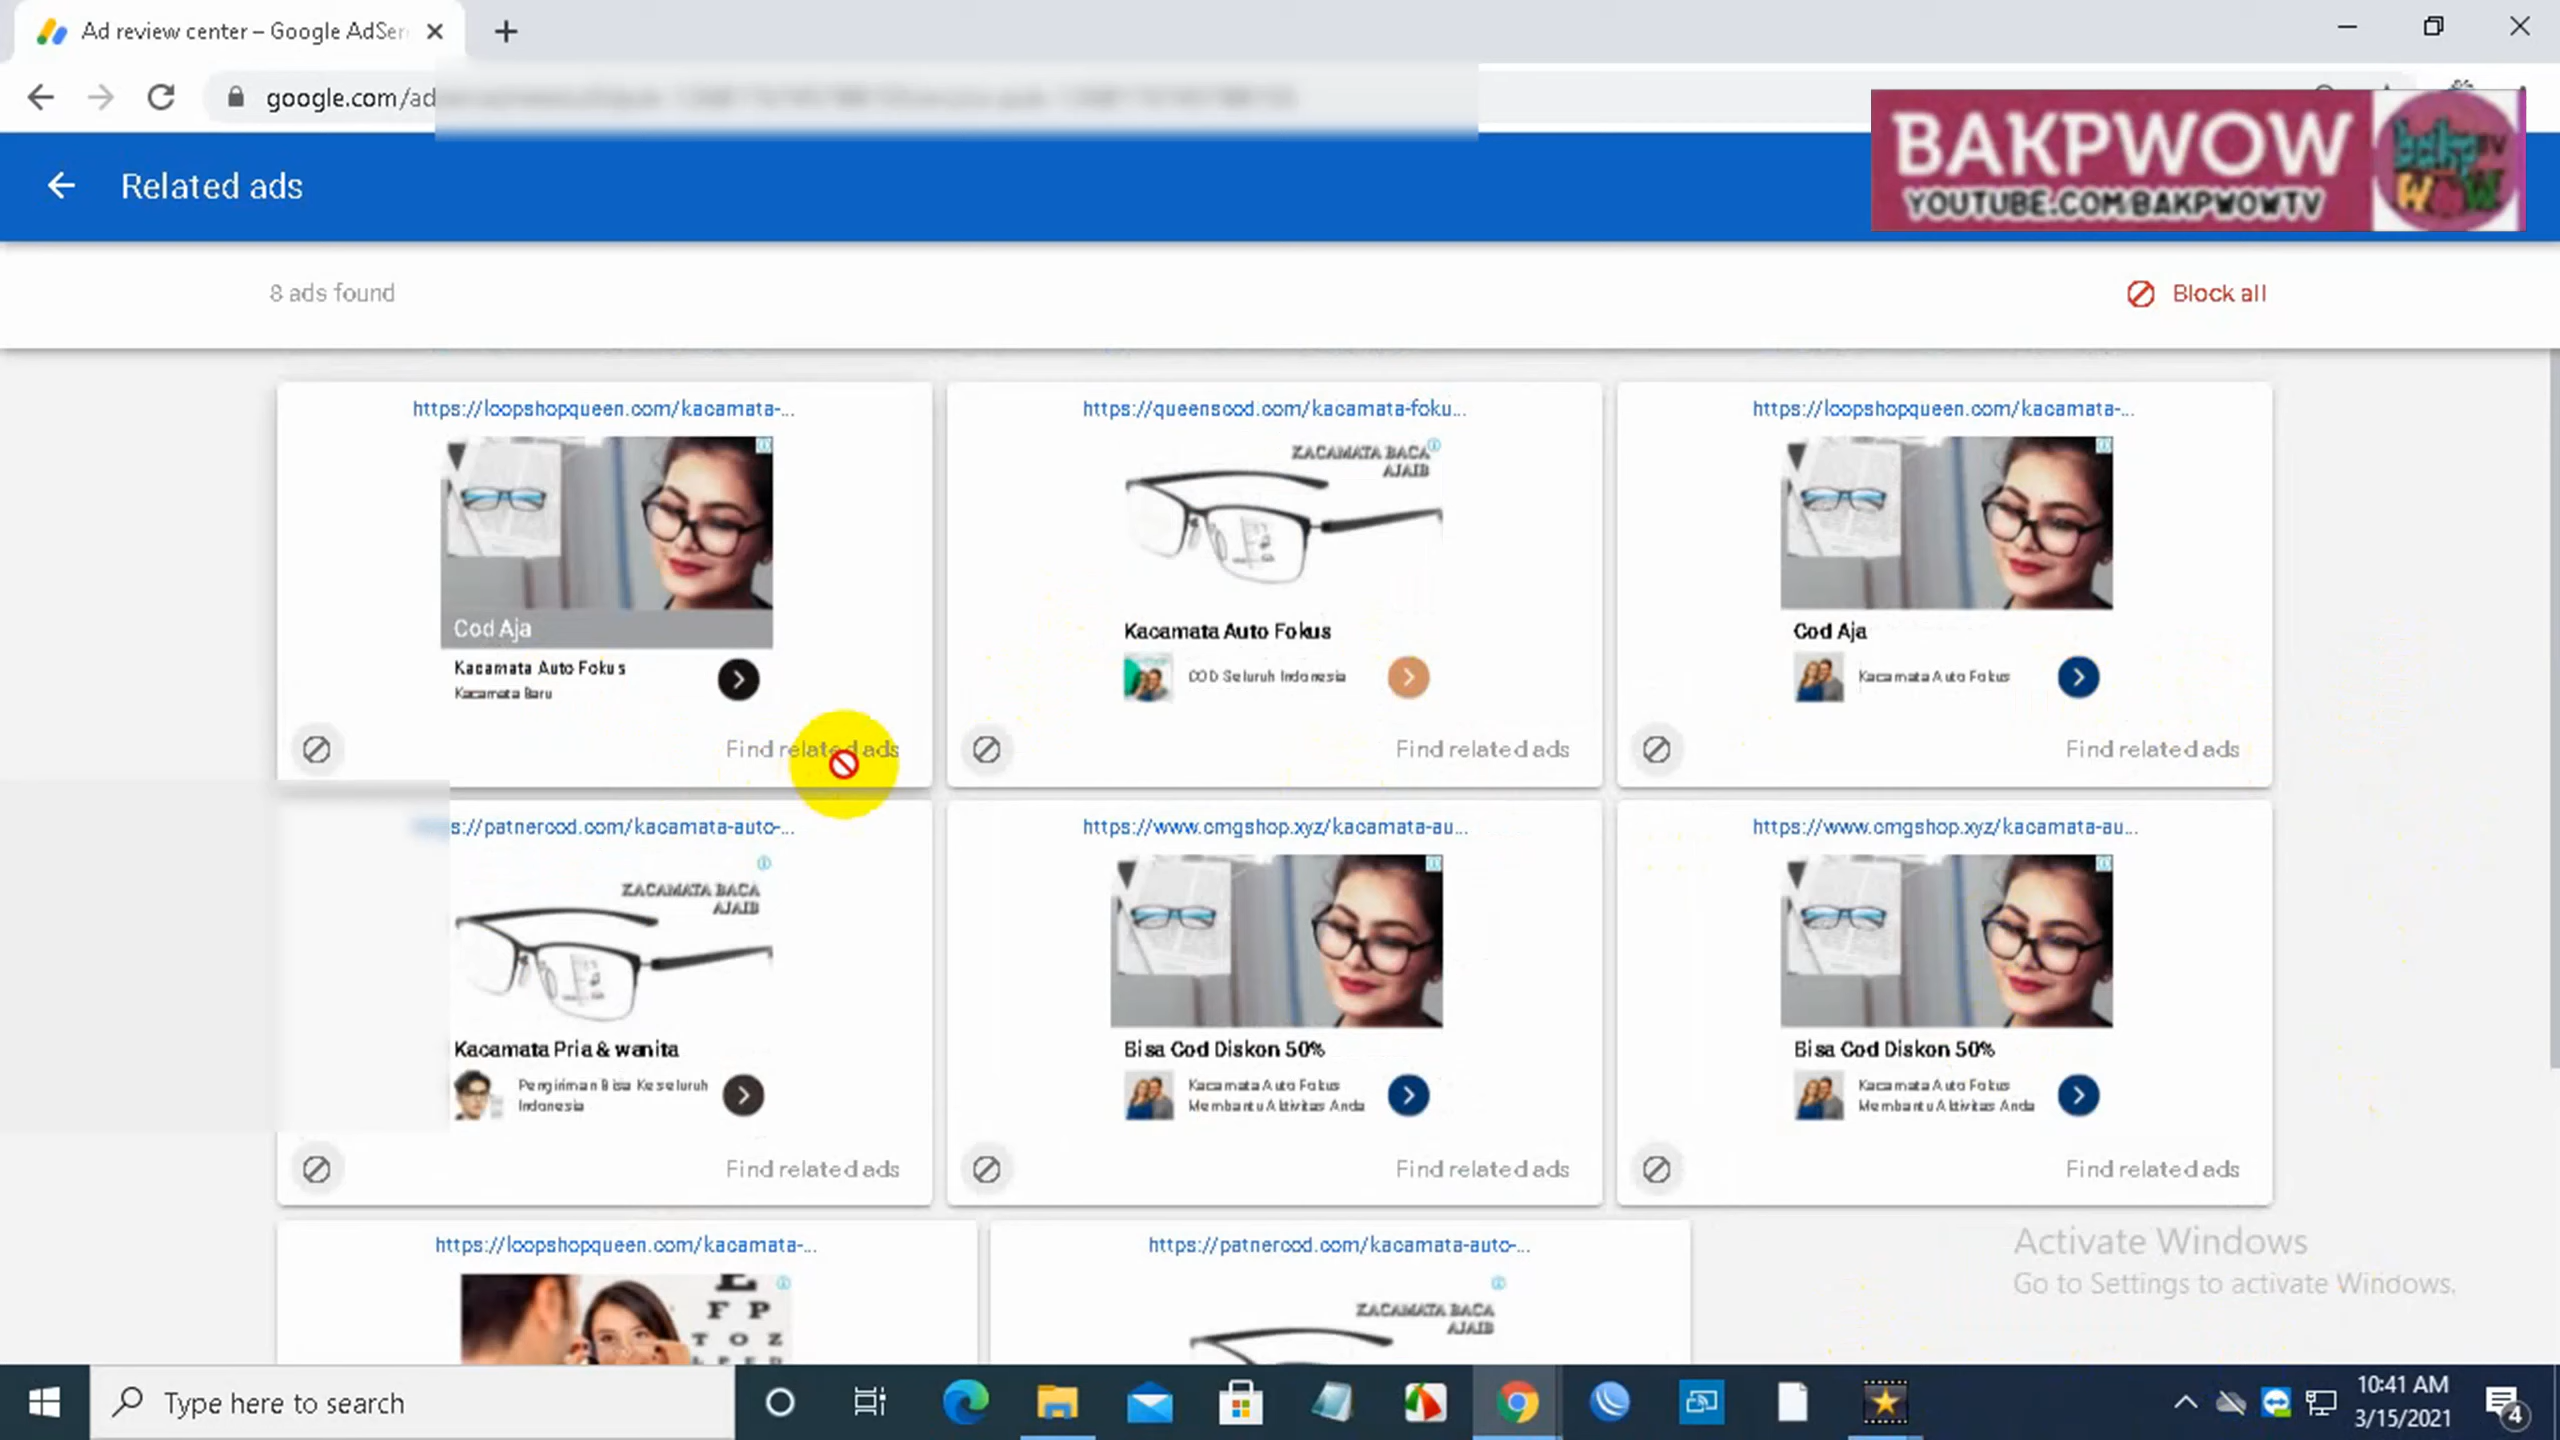 Ad review center – Google AdSer
google.com/ad
BAKPWOW
YOUTUBE.COM/BAKPWOWTV
Related ads
8 ads found
Block all
https://loopshopqueen.com/kacamata-...
Cod Aja
Kacamata Auto Fokus
Kacamata Baru
Find related ads
https://queenscod.com/kacamata-foku...
KACAMATA BACA
AJAIB
Kacamata Auto Fokus
COD Seluruh Indonesia
Find related ads
https://loopshopqueen.com/kacamata-...
Cod Aja
Kacamata Auto Fokus
Find related ads
s://patnercod.com/kacamata-auto-...
KACAMATA BACA
AJAIB
Kacamata Pria & wanita
Pengiriman Bisa Keseluruh
Indonesia
Find related ads
https://www.cmgshop.xyz/kacamata-au...
Bisa Cod Diskon 50%
Kacamata Auto Fokus
Membantu Aktivitas Anda
Find related ads
https://www.cmgshop.xyz/kacamata-au...
Bisa Cod Diskon 50%
Kacamata Auto Fokus
Membantu Aktivitas Anda
Find related ads
https://loopshopqueen.com/kacamata-...
E
F P
T O Z
https://patnercod.com/kacamata-auto-...
KACAMATA BACA
AJAIB
Activate Windows
Go to Settings to activate Windows.
Type here to search
10:41 AM
3/15/2021
4